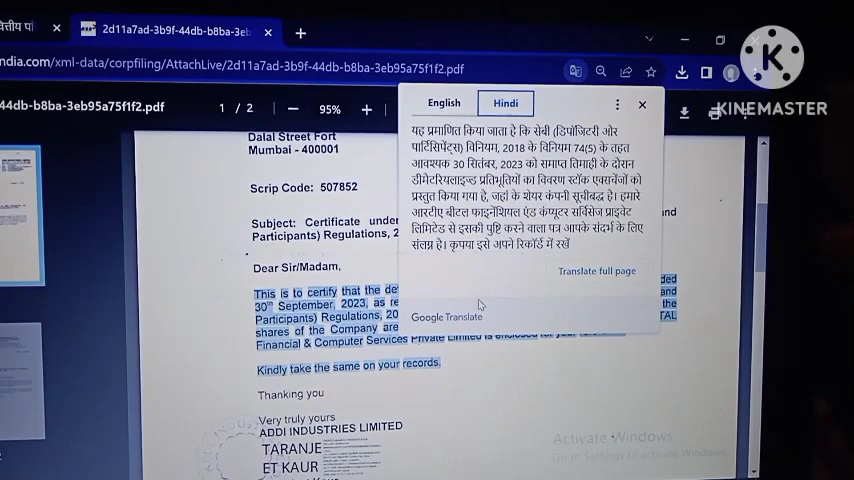 2d11a7ad-3b9f-44db-b8ba-3eb
ndia.com/xml-data/corpfiling/AttachLive/2d11a7ad-3b9f-44db-b8ba-3eb95a75f1f2.pdf
44db-b8ba-3eb95a75f1f2.pdf
1 / 2
95%
KINEMASTER
English
Hindi
यह प्रमाणित किया जाता है कि सेबी (डिपॉजिटरी और
पार्टिसिपेंट्स) विनियम, 2018 के विनियम 74(5) के तहत
आवश्यक 30 सितंबर, 2023 को समाप्त तिमाही के दौरान
डीमैटरियलाइज्ड प्रतिभूतियों का विवरण स्टॉक एक्सचेंजों को
प्रस्तुत किया गया है, जहां के शेयर कंपनी सूचीबद्ध है। हमारे
आरटीए बीटल फाइनेंशियल एंड कंप्यूटर सर्विसेज प्राइवेट
लिमिटेड से इसकी पुष्टि करने वाला पत्र आपके संदर्भ के लिए
संलग्न है। कृपया इसे अपने रिकॉर्ड में रखें
Translate full page
Google Translate
Dalal Street Fort
Mumbai - 400001
Scrip Code: 507852
Subject: Certificate under
and
Participants) Regulations, 2
Dear Sir/Madam,
This is to certify that the de
ded
30th September, 2023, as re
and
Participants) Regulations, 20
the
shares of the Company are
TAL
Financial & Computer Services Private Limited is enclosed for your
Kindly take the same on your records.
Thanking you
Very truly yours
ADDI INDUSTRIES LIMITED
TARANJE
ET KAUR
Activate Windows
Go to Settings to activate Windows.